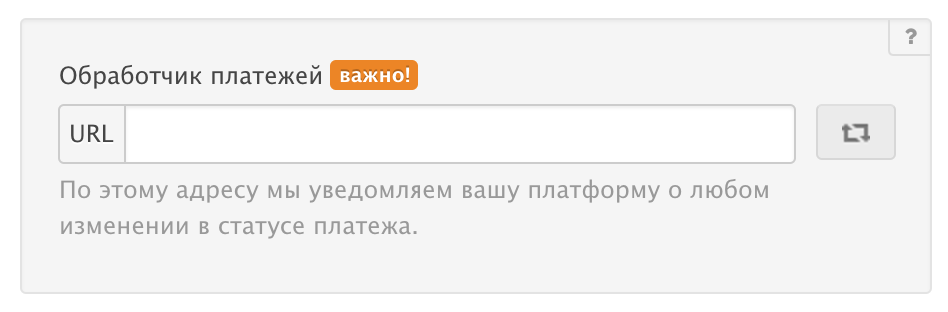 ?
Обработчик платежей важно!
URL
По этому адресу мы уведомляем вашу платформу о любом
изменении в статусе платежа.